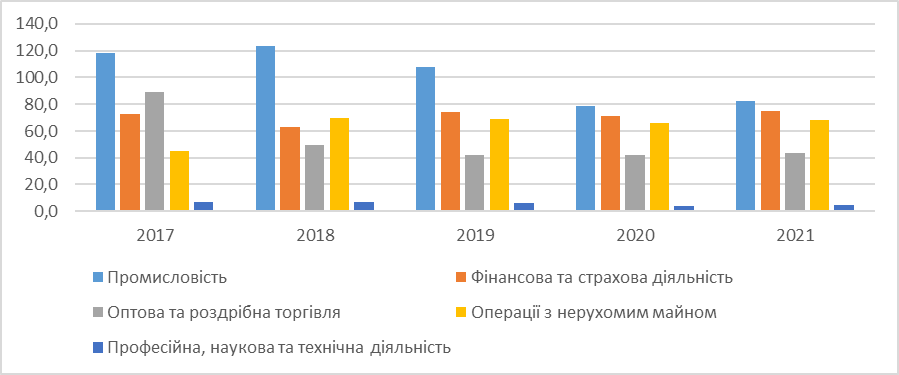 140,0
120,0
100,0
80,0
60,0
40,0
20,0
0,0
2017 2018 2019 2020 2021
Промисловість Фінансова та страхова діяльність
Оптова та роздрібна торгівля Операції з нерухомим майном
Професійна, наукова та технічна діяльність